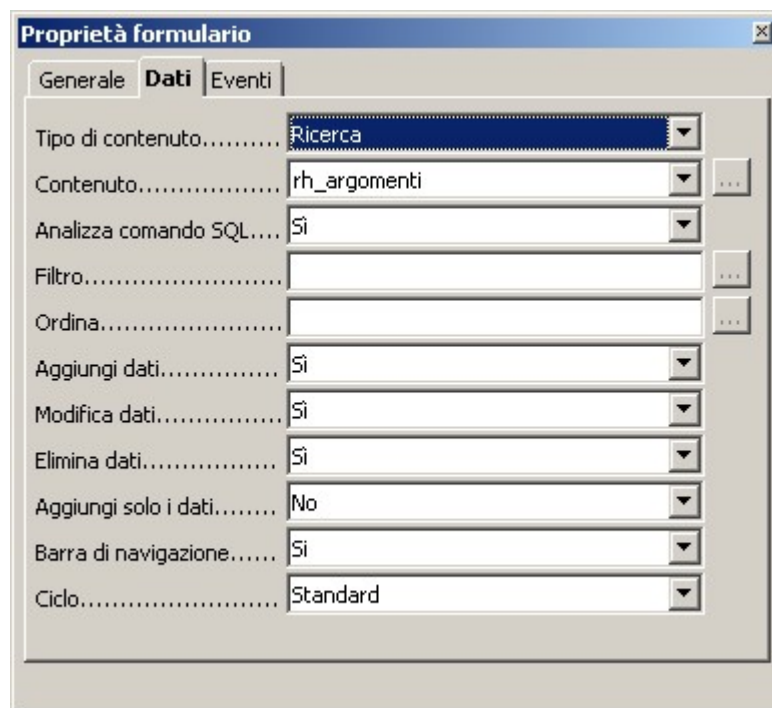 Proprietà formulario
Generale Dati Eventi
Tipo di contenuto.......... Ricerca
Contenuto.................. rh_argomenti ...
Analizza comando SQL.... Sì
Filtro........................ ...
Ordina...................... ...
Aggiungi dati............... Sì
Modifica dati............... Sì
Elimina dati................ Sì
Aggiungi solo i dati........ No
Barra di navigazione...... Si
Ciclo......................... Standard